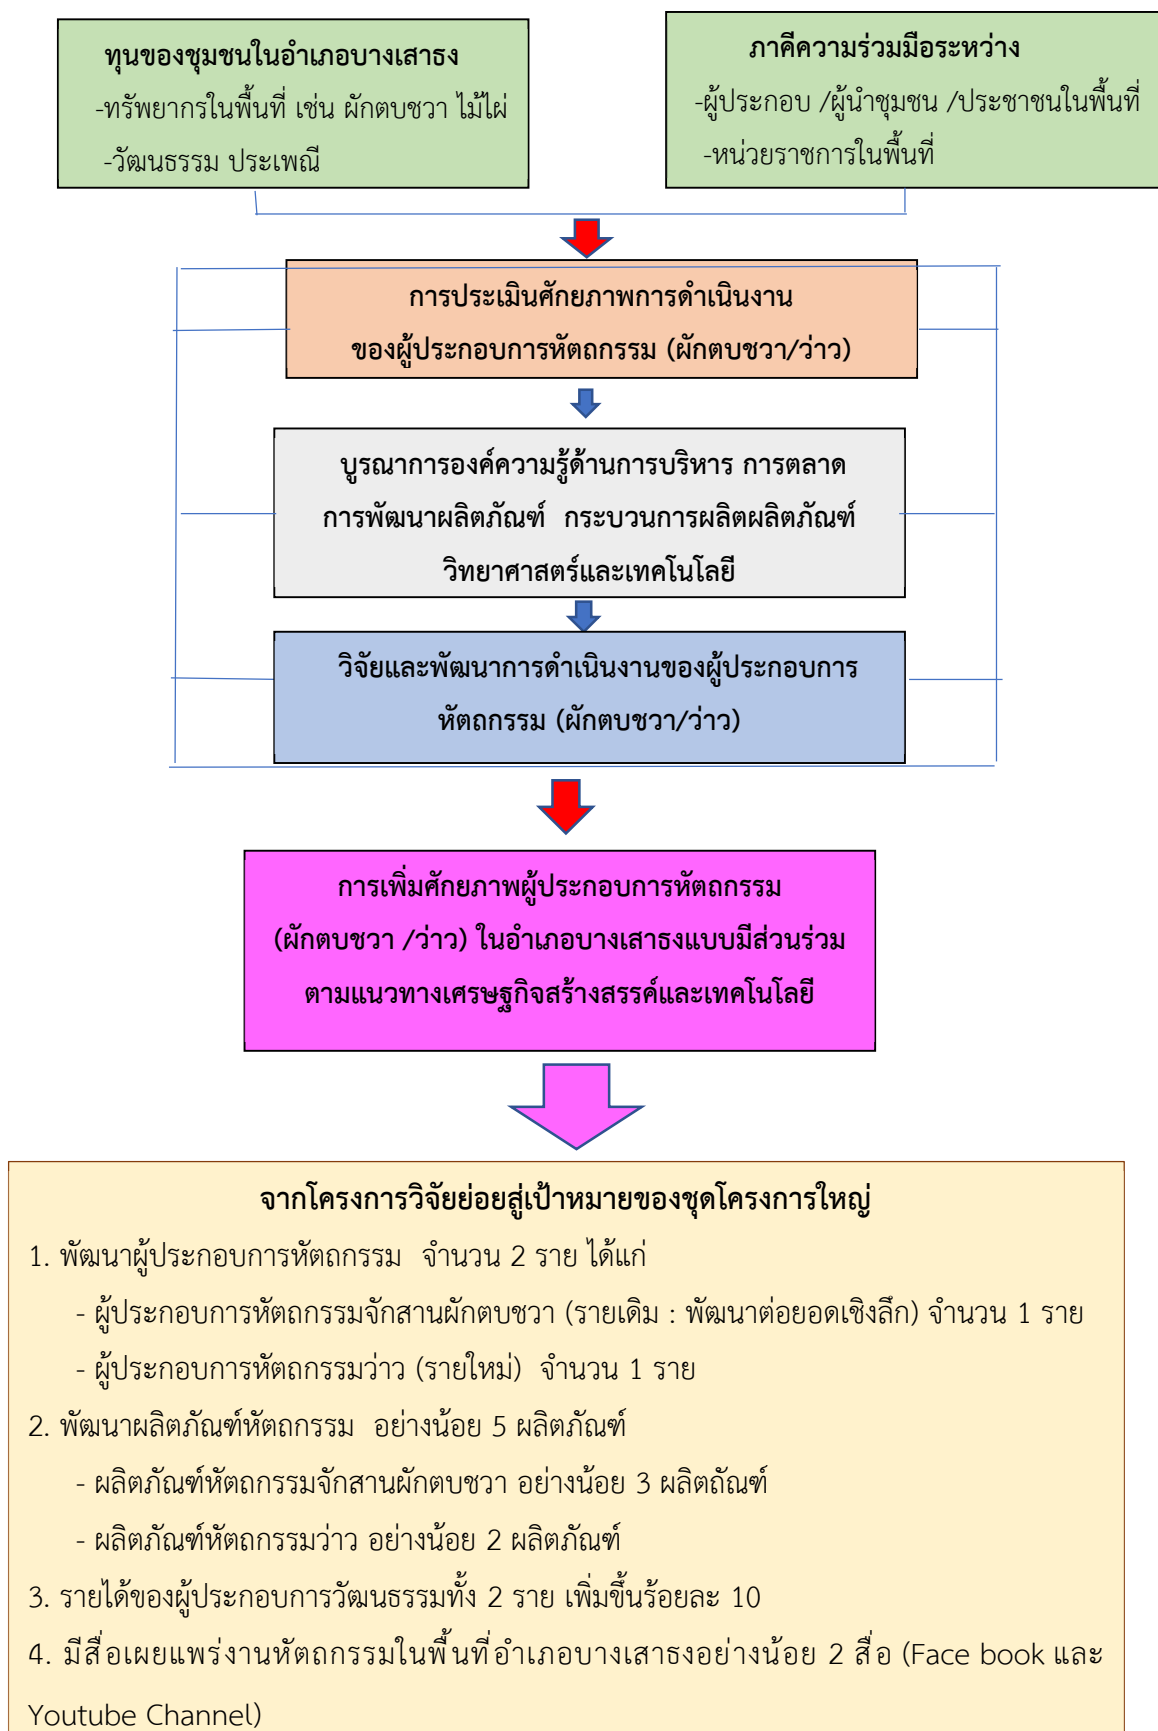 ทุนของชุมชนในอำเภอบางเสาธง
-ทรัพยากรในพื้นที่ เช่น ผักตบชวา ไม้ไผ่
-วัฒนธรรม ประเพณี
ภาคีความร่วมมือระหว่าง
-ผู้ประกอบ /ผู้นำชุมชน /ประชาชนในพื้นที่
-หน่วยราชการในพื้นที่
การประเมินศักยภาพการดำเนินงาน
ของผู้ประกอบการหัตถกรรม (ผักตบชวา/ว่าว)
บูรณาการองค์ความรู้ด้านการบริหาร การตลาด
การพัฒนาผลิตภัณฑ์ กระบวนการผลิตผลิตภัณฑ์
วิทยาศาสตร์และเทคโนโลยี
วิจัยและพัฒนาการดำเนินงานของผู้ประกอบการ
หัตถกรรม (ผักตบชวา/ว่าว)
การเพิ่มศักยภาพผู้ประกอบการหัตถกรรม
(ผักตบชวา /ว่าว) ในอำเภอบางเสาธงแบบมีส่วนร่วม
ตามแนวทางเศรษฐกิจสร้างสรรค์และเทคโนโลยี
จากโครงการวิจัยย่อยสู่เป้าหมายของชุดโครงการใหญ่
1. พัฒนาผู้ประกอบการหัตถกรรม จำนวน 2 ราย ได้แก่
- ผู้ประกอบการหัตถกรรมจักสานผักตบชวา (รายเดิม : พัฒนาต่อยอดเชิงลึก) จำนวน 1 ราย
- ผู้ประกอบการหัตถกรรมว่าว (รายใหม่) จำนวน 1 ราย
2. พัฒนาผลิตภัณฑ์หัตถกรรม อย่างน้อย 5 ผลิตภัณฑ์
- ผลิตภัณฑ์หัตถกรรมจักสานผักตบชวา อย่างน้อย 3 ผลิตถัณฑ์
- ผลิตภัณฑ์หัตถกรรมว่าว อย่างน้อย 2 ผลิตภัณฑ์
3. รายได้ของผู้ประกอบการวัฒนธรรมทั้ง 2 ราย เพิ่มขึ้นร้อยละ 10
4. มีสื่อเผยแพร่งานหัตถกรรมในพื้นที่อำเภอบางเสาธงอย่างน้อย 2 สื่อ (Face book และ
Youtube Channel)